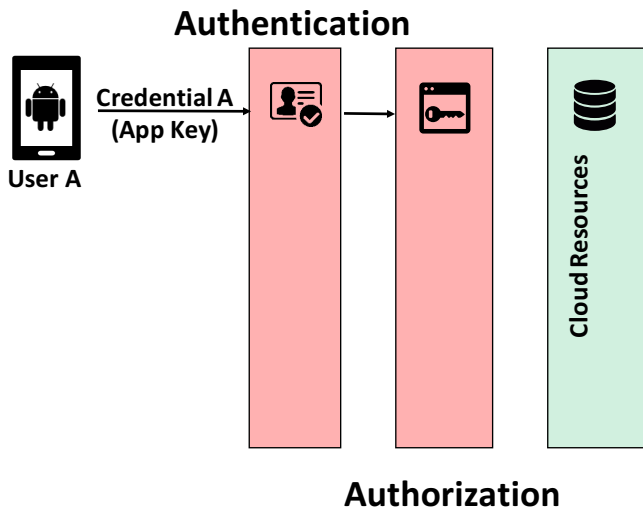 Authentication
Credential A
(App Key)
User A
Cloud Resources
Authorization